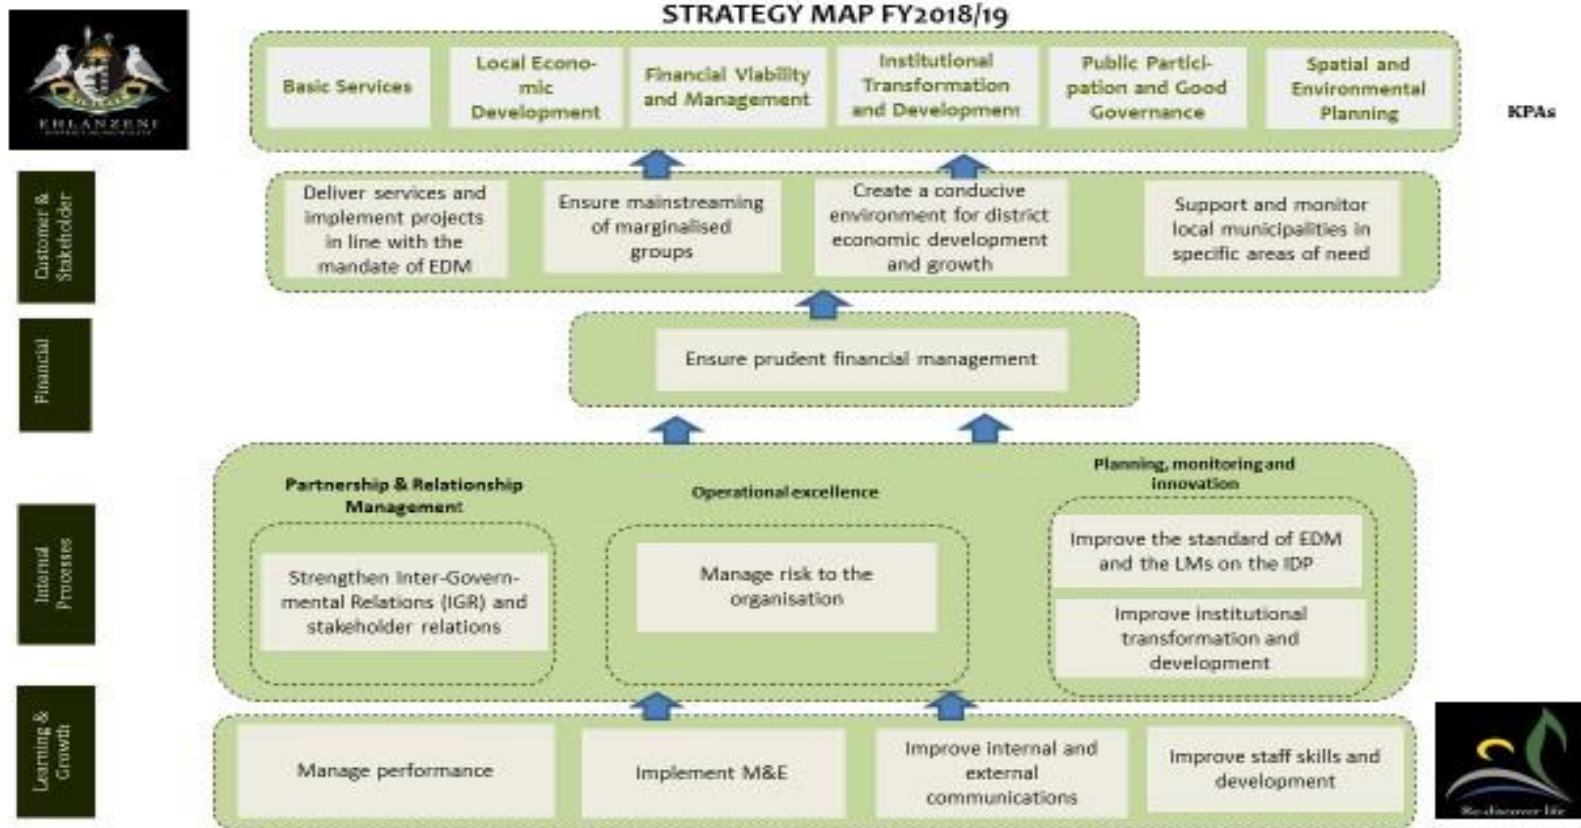 STRATEGY MAP FY2018/19
EHLANZENI
Basic Services
Local Econo-
mic
Development
Financial Viability
and Management
Institutional
Transformation
and Development
Public Partici-
pation and Good
Governance
Spatial and
Environmental
Planning
KPAs
Customer &
Stakeholder
Deliver services and
implement projects
in line with the
mandate of EDM
Ensure mainstreaming
of marginalised
groups
Create a conducive
environment for district
economic development
and growth
Support and monitor
local municipalities in
specific areas of need
Financial
Ensure prudent financial management
Internal
Processes
Partnership & Relationship
Management
Strengthen Inter-Govern-
mental Relations (IGR) and
stakeholder relations
Operational excellence
Manage risk to the
organisation
Planning, monitoring and
innovation
Improve the standard of EDM
and the LMs on the IDP
Improve institutional
transformation and
development
Learning &
Growth
Manage performance
Implement M&E
Improve internal and
external
communications
Improve staff skills and
development
Re-discover life